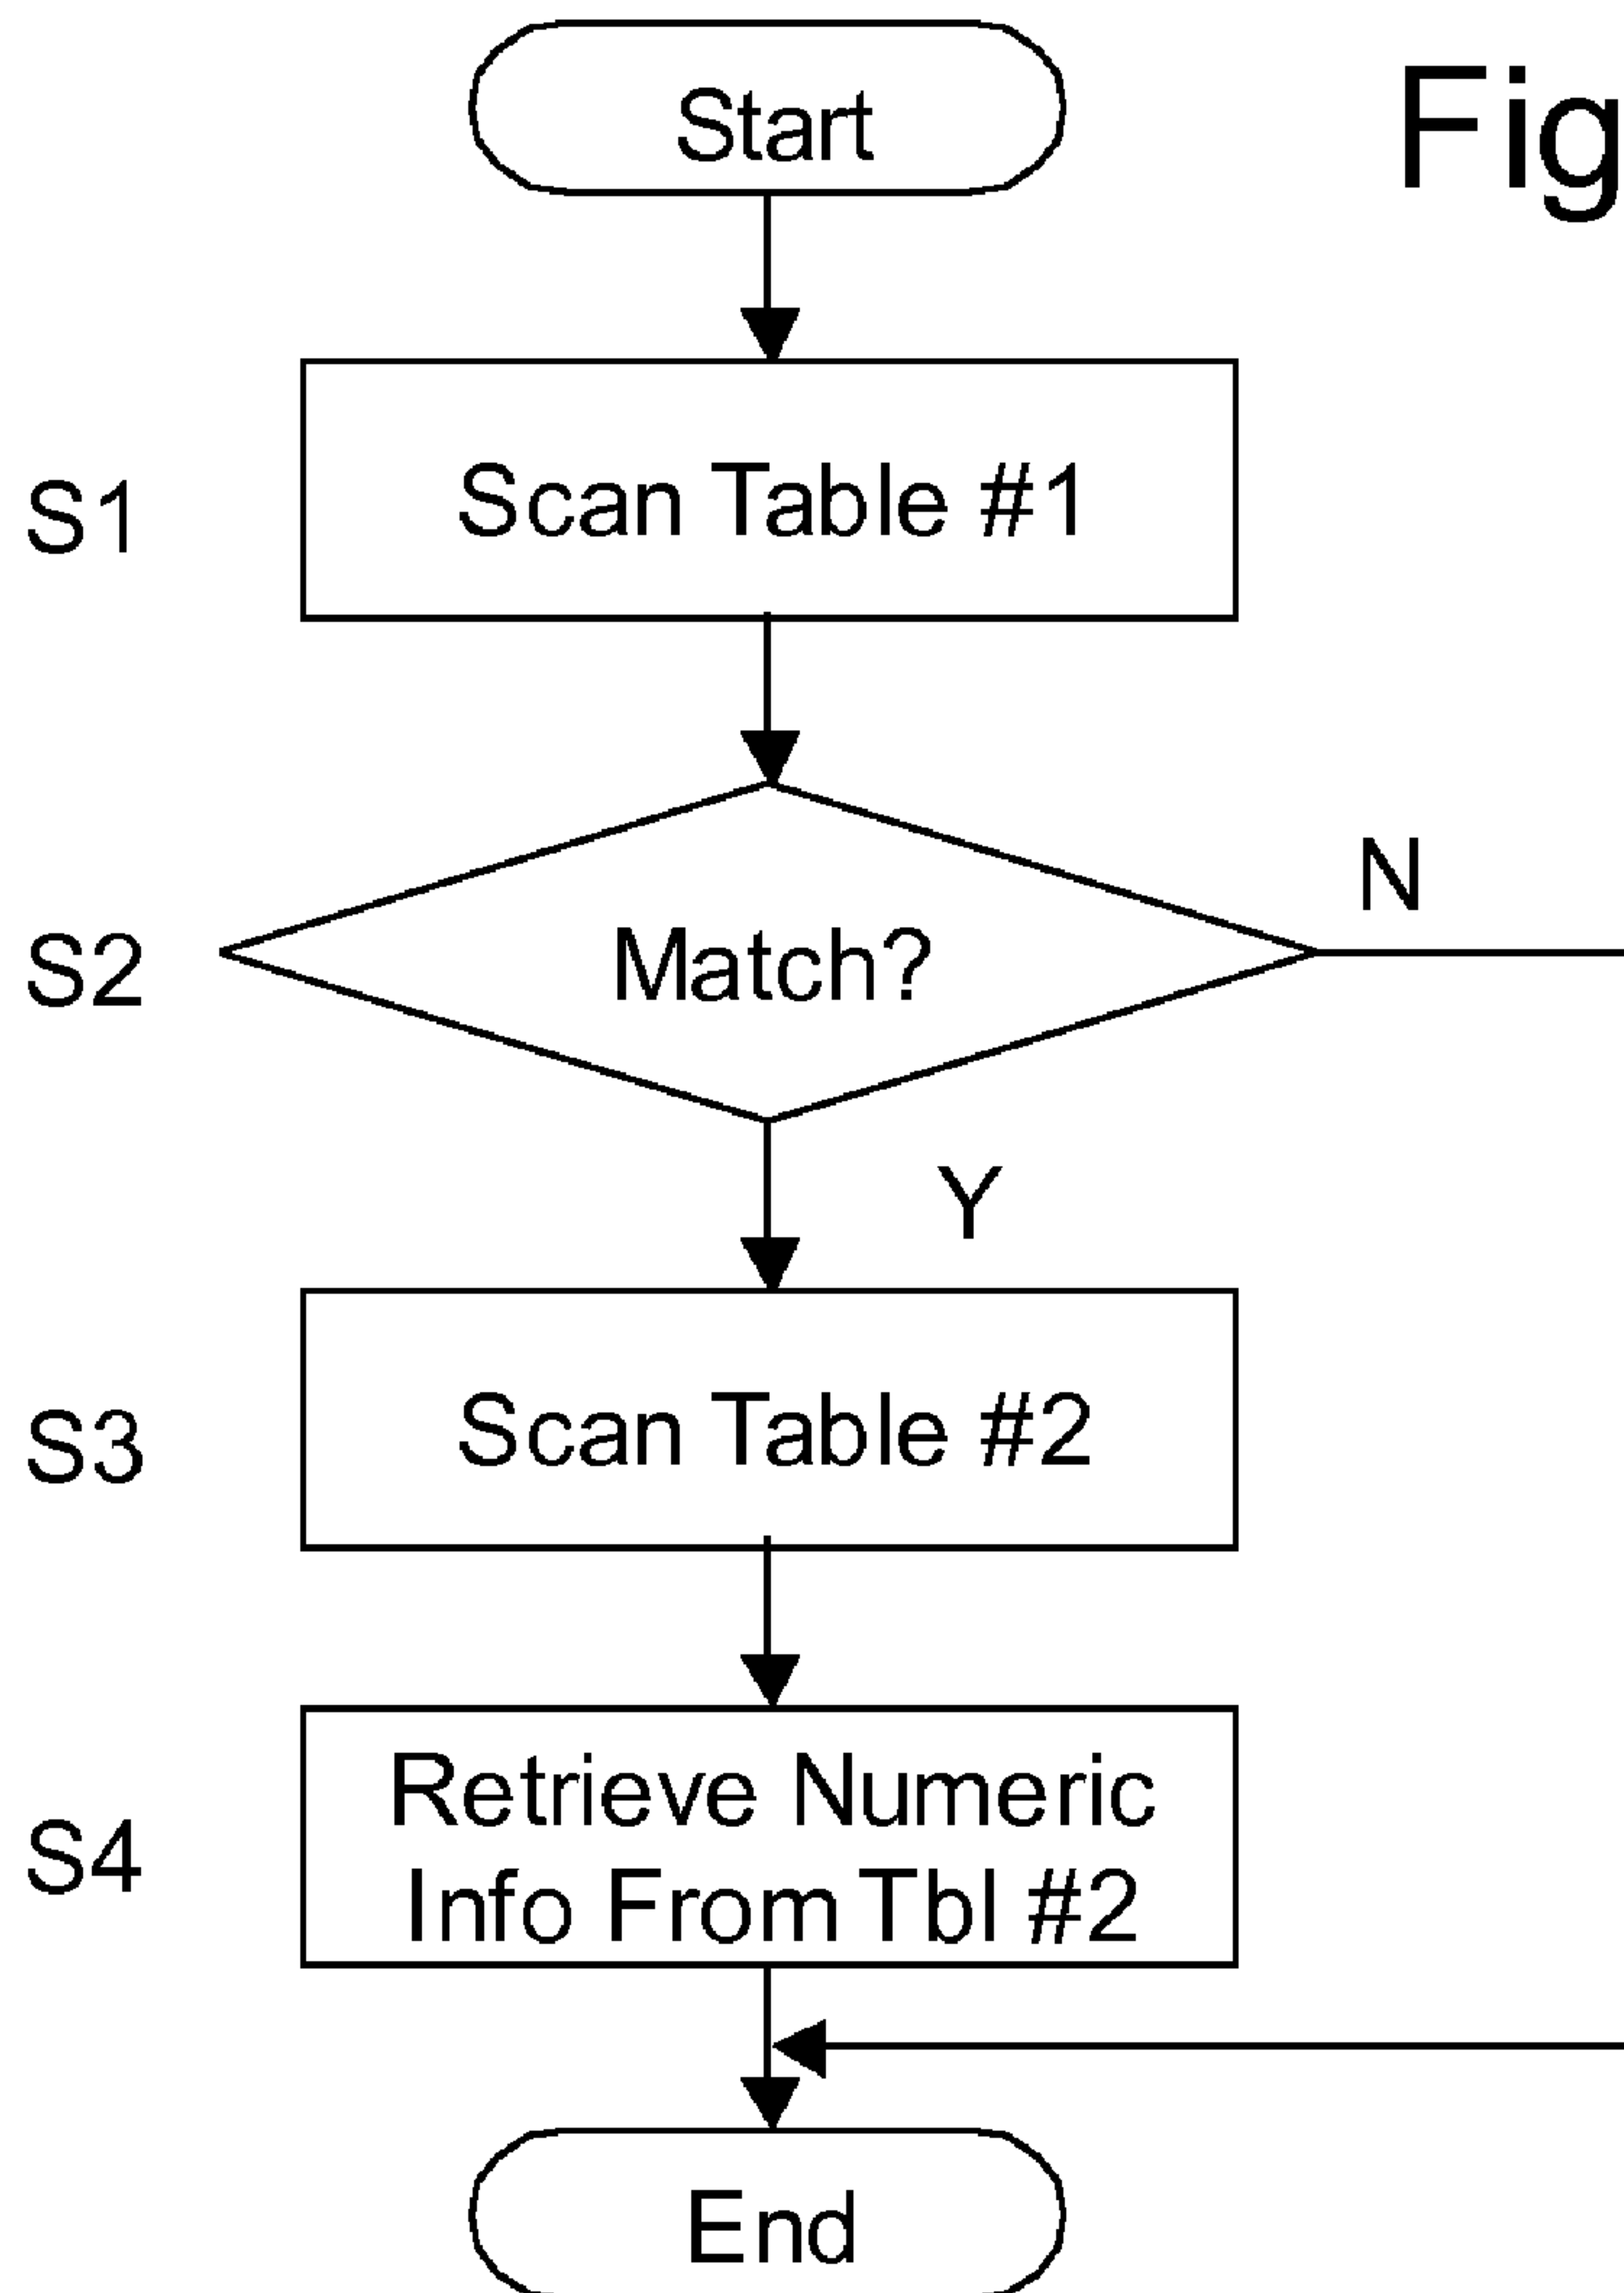 Start
Fig
S1
Scan Table #1
S2
Match?
N
Y
S3
Scan Table #2
S4
Retrieve Numeric
Info From Tbl #2
End